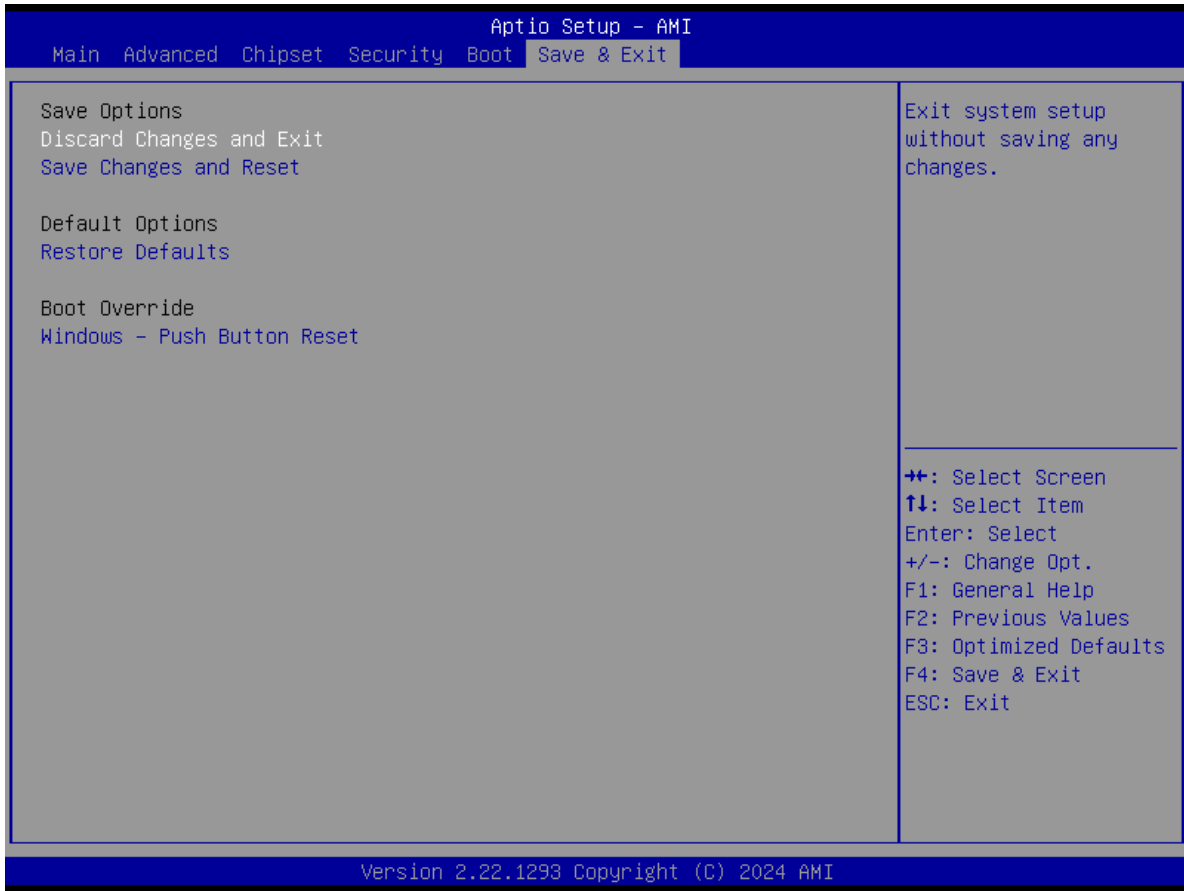 Aptio Setup – AMI
Main Advanced Chipset Security Boot Save & Exit
Save Options
Discard Changes and Exit
Save Changes and Reset
Default Options
Restore Defaults
Boot Override
Windows – Push Button Reset
Exit system setup
without saving any
changes.
→←: Select Screen
↑↓: Select Item
Enter: Select
+/-: Change Opt.
F1: General Help
F2: Previous Values
F3: Optimized Defaults
F4: Save & Exit
ESC: Exit
Version 2.22.1293 Copyright (C) 2024 AMI